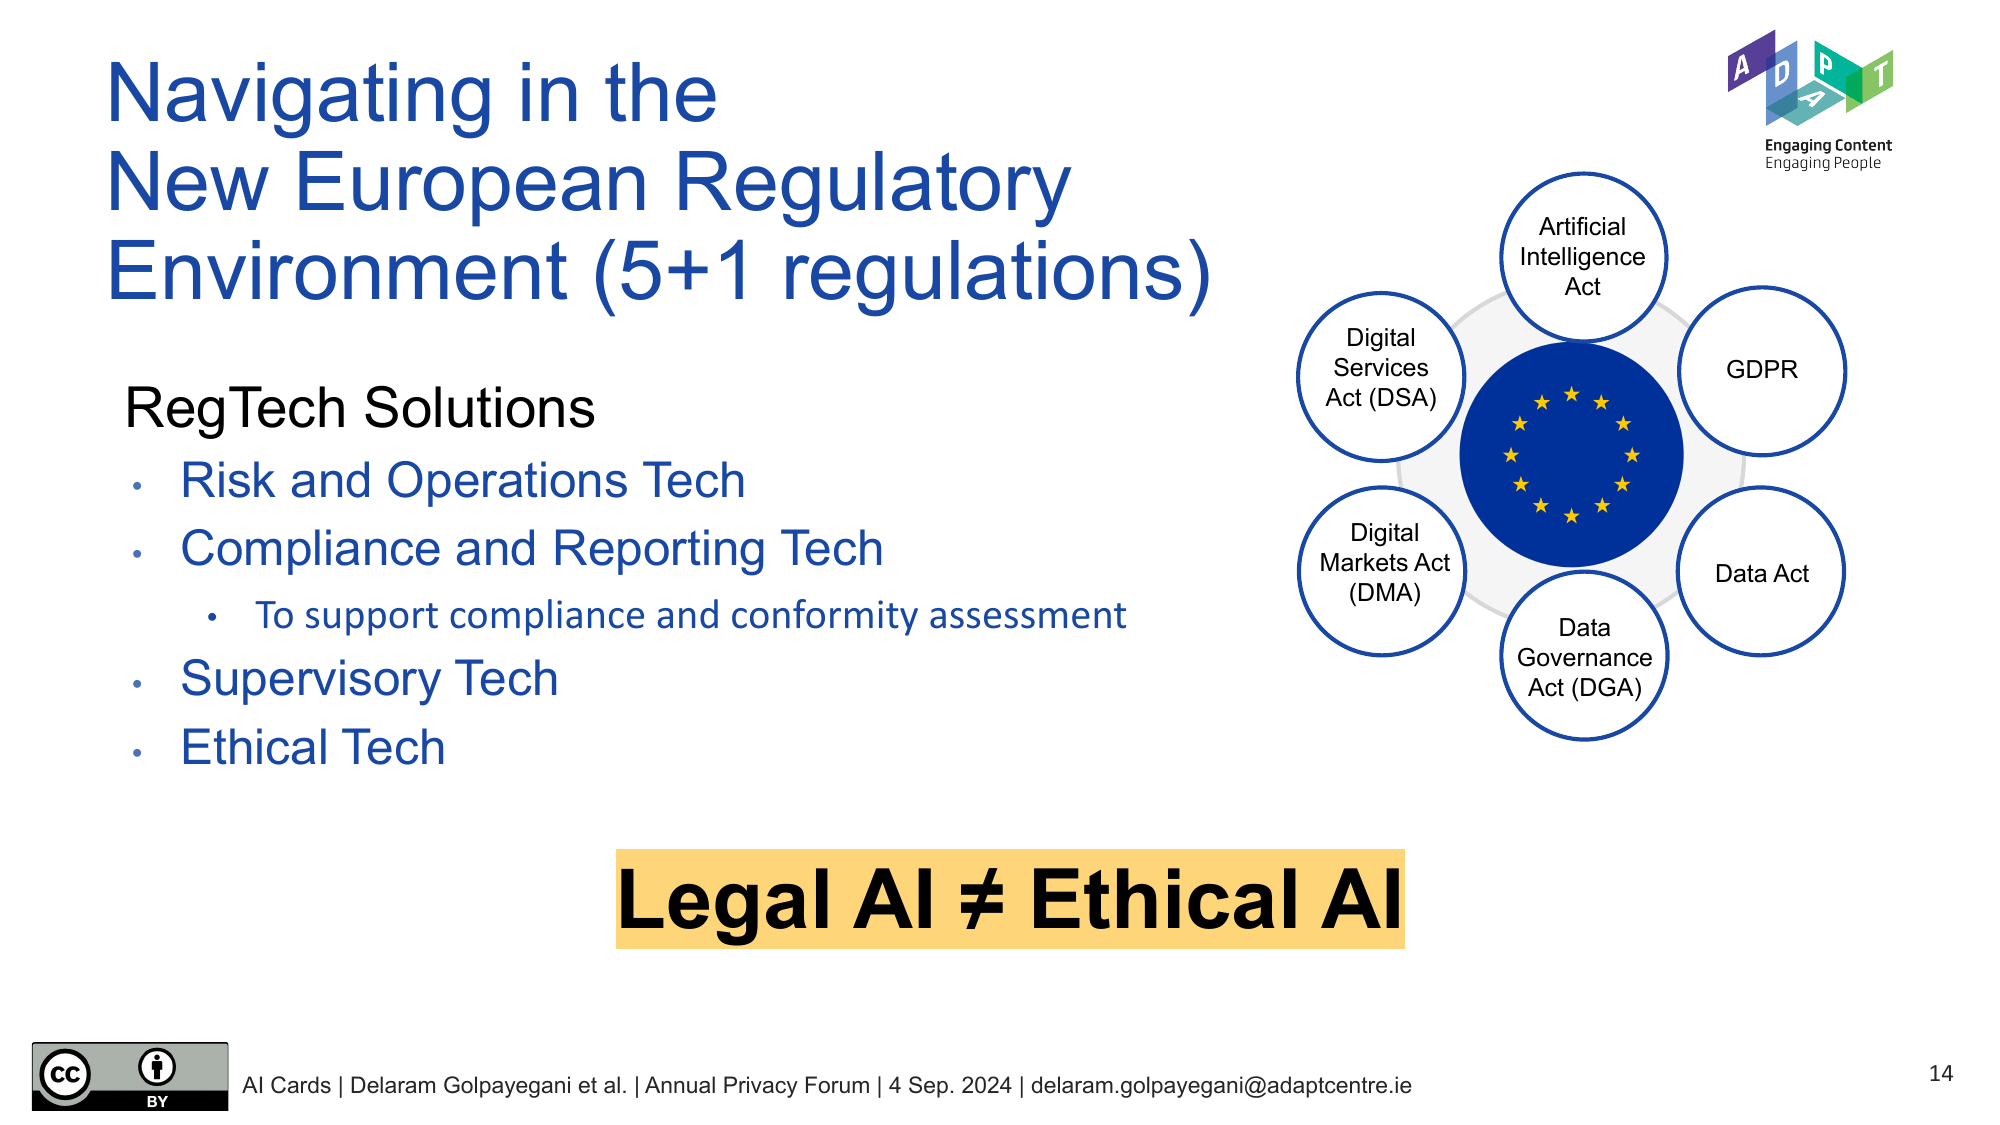 Navigating in the
New European Regulatory
Environment (5+1 regulations)
ADAPT
Engaging Content
Engaging People
RegTech Solutions
• Risk and Operations Tech
• Compliance and Reporting Tech
• To support compliance and conformity assessment
• Supervisory Tech
• Ethical Tech
Artificial
Intelligence
Act
GDPR
Data Act
Data
Governance
Act (DGA)
Digital
Markets Act
(DMA)
Digital
Services
Act (DSA)
Legal AI ≠ Ethical AI
cc
BY
AI Cards | Delaram Golpayegani et al. | Annual Privacy Forum | 4 Sep. 2024 | delaram.golpayegani@adaptcentre.ie
14